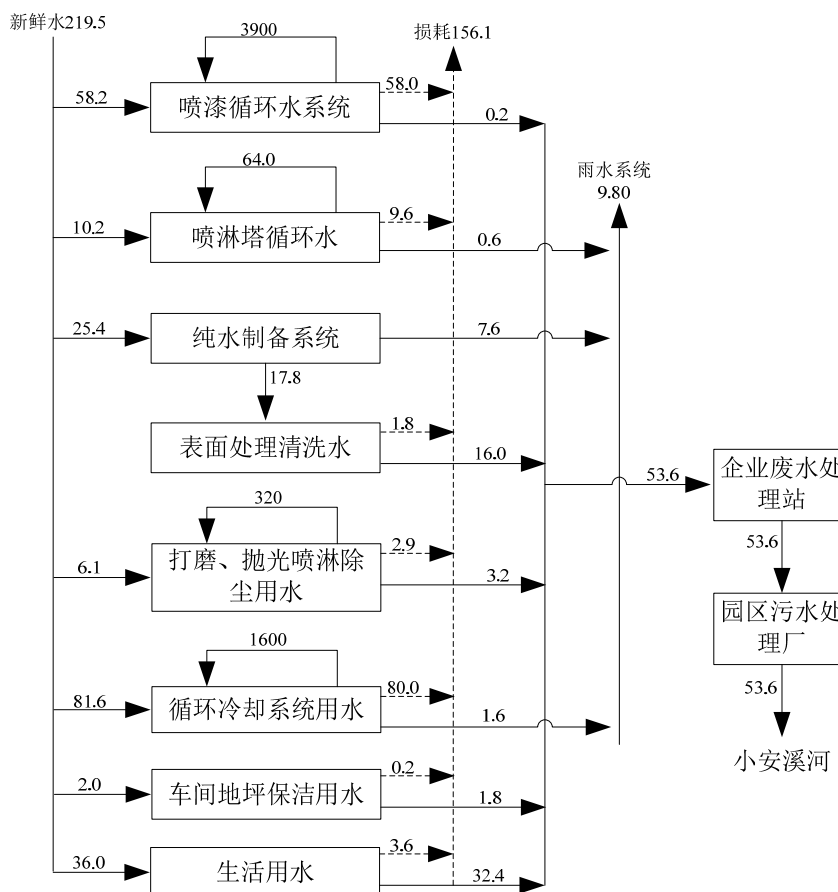 新鲜水219.5
3900
损耗156.1
58.2
喷漆循环水系统
58.0
0.2
64.0
雨水系统
9.80
10.2
喷淋塔循环水
9.6
0.6
25.4
纯水制备系统
7.6
17.8
表面处理清洗水
1.8
16.0
53.6
企业废水处
理站
320
6.1
打磨、抛光喷淋除
尘用水
2.9
3.2
53.6
园区污水处
理厂
1600
81.6
循环冷却系统用水
80.0
1.6
53.6
小安溪河
2.0
车间地坪保洁用水
0.2
1.8
36.0
生活用水
3.6
32.4